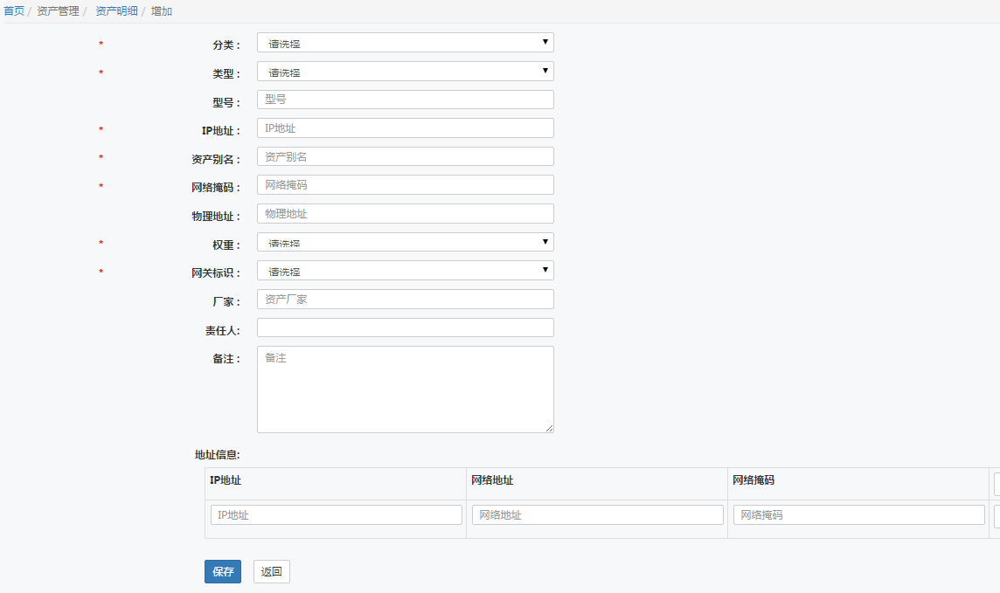 首页 / 资产管理 / 资产明细 / 增加
* 分类： 请选择
* 类型： 请选择
型号： 型号
* IP地址： IP地址
* 资产别名： 资产别名
* 网络掩码： 网络掩码
物理地址： 物理地址
* 权重： 请选择
* 网关标识： 请选择
厂家： 资产厂家
责任人:
备注： 备注
地址信息:
IP地址 网络地址 网络掩码
IP地址 网络地址 网络掩码
保存 返回